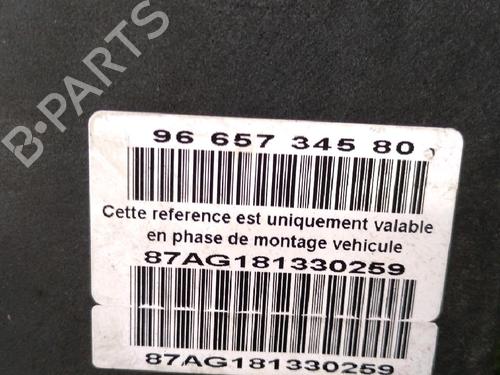 B-PARTS
96 657 345 80
Cette reference est uniquement valable
en phase de montage vehicule
87AG181330259
87AG181330259